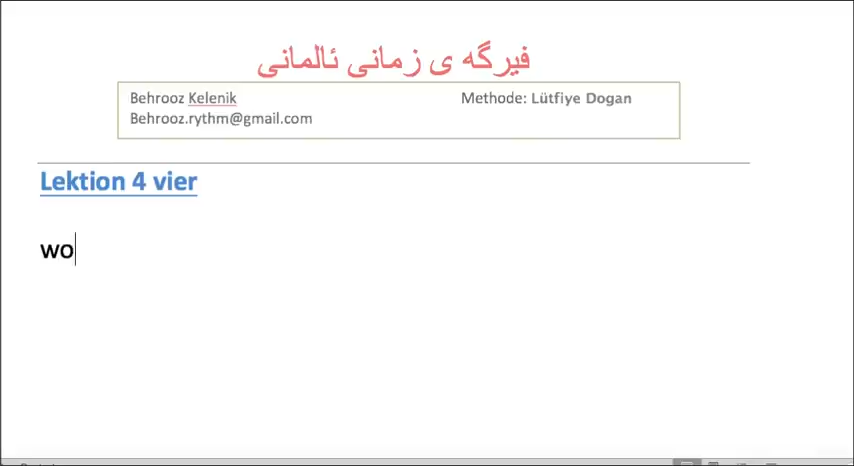 فیرگه ی زمانی ئالمانی
Behrooz Kelenik Methode: Lütfiye Dogan
Behrooz.rythm@gmail.com
Lektion 4 vier
wo